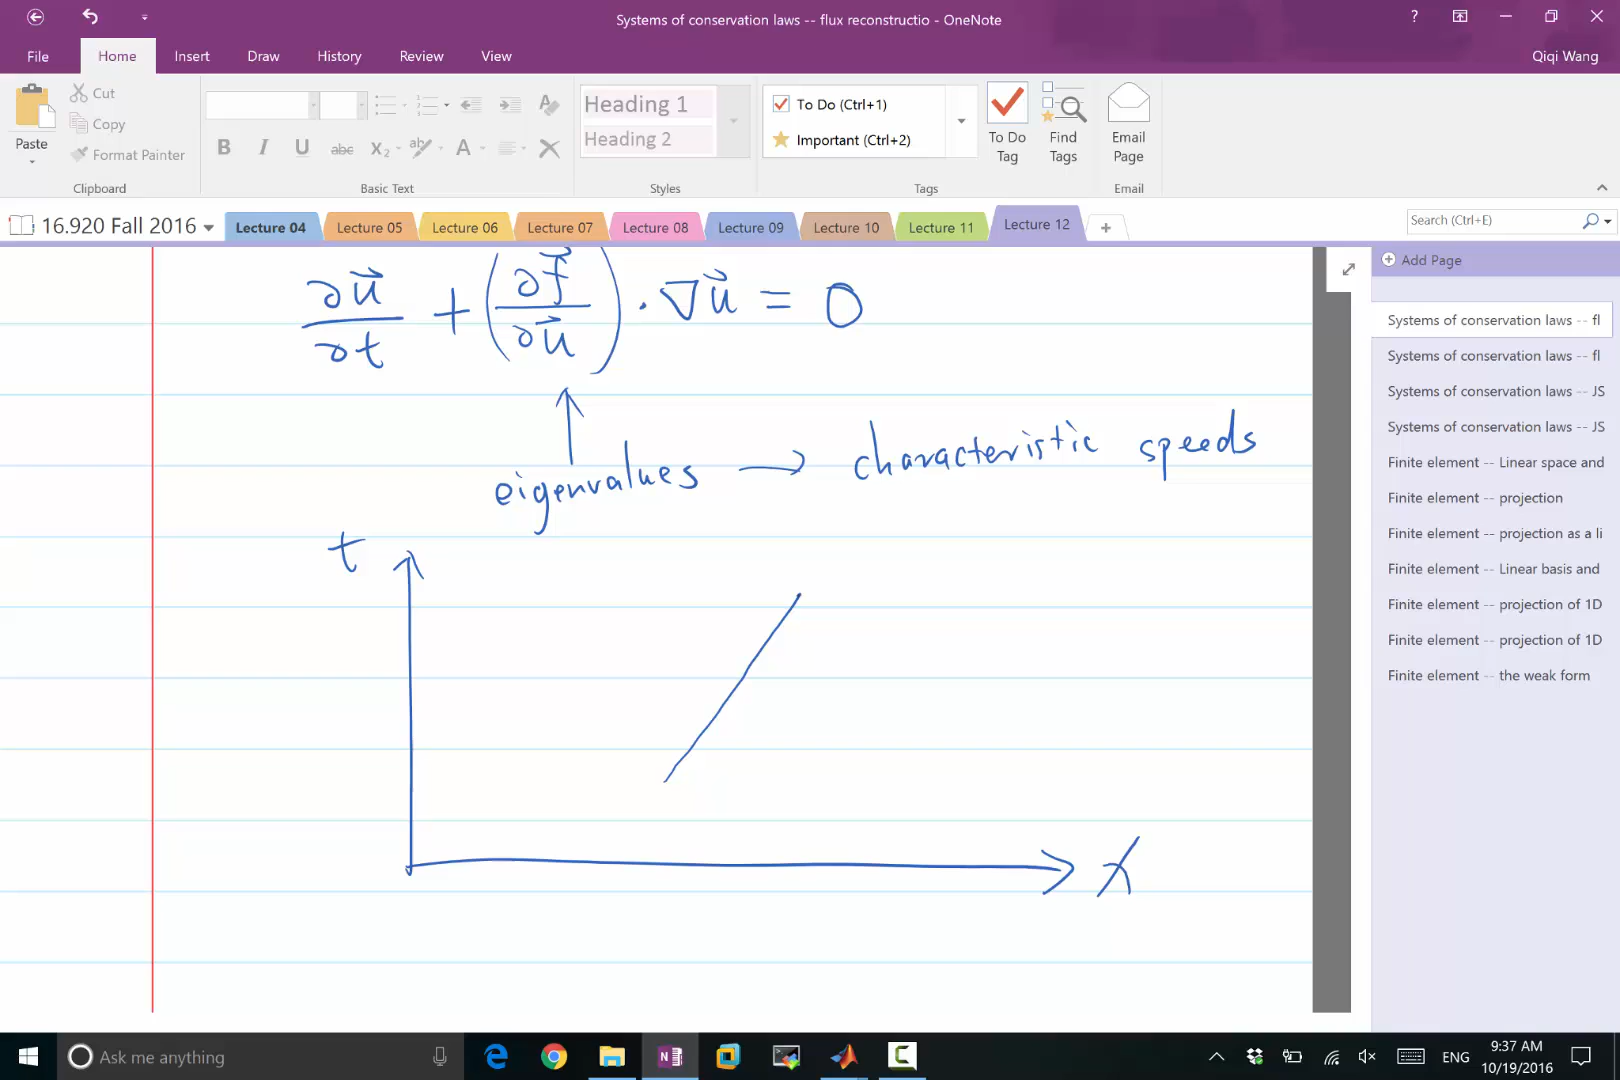 Systems of conservation laws -- flux reconstructio - OneNote
?
File
Home
Insert
Draw
History
Review
View
Qiqi Wang
Paste
Cut
Copy
Format Painter
Clipboard
B I U abc X₂ A
Basic Text
Heading 1
Heading 2
Styles
To Do (Ctrl+1)
Important (Ctrl+2)
To Do Tag
Find Tags
Tags
Email Page
Email
16.920 Fall 2016
Lecture 04
Lecture 05
Lecture 06
Lecture 07
Lecture 08
Lecture 09
Lecture 10
Lecture 11
Lecture 12
+
Search (Ctrl+E)
Add Page
Systems of conservation laws -- fl
Systems of conservation laws -- fl
Systems of conservation laws -- JS
Systems of conservation laws -- JS
Finite element -- Linear space and
Finite element -- projection
Finite element -- projection as a li
Finite element -- Linear basis and
Finite element -- projection of 1D
Finite element -- projection of 1D
Finite element -- the weak form
∂u⃗/∂t + (∂f⃗/∂u⃗) · ∇u⃗ = 0
eigenvalues → characteristic speeds
t
x
Ask me anything
ENG
9:37 AM
10/19/2016